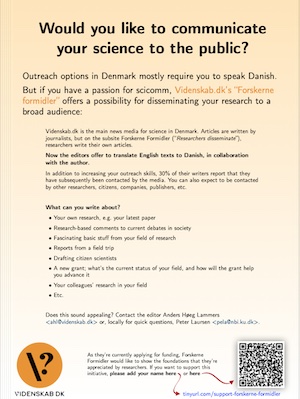 Would you like to communicate
your science to the public?
Outreach options in Denmark mostly require you to speak Danish.
But if you have a passion for scicomm, Videnskab.dk's "Forskerne
formidler" offers a possibility for disseminating your research to a
broad audience:
Videnskab.dk is the main news media for science in Denmark. Articles are written by
journalists, but on the subsite Forskerne Formidler ("Researchers disseminate"),
researchers write their own articles.
Now the editors offer to translate English texts to Danish, in collaboration
with the author.
In addition to increasing your outreach skills, 30% of their writers report that they
have subsequently been contacted by the media. You can also expect to be contacted
by other researchers, citizens, companies, publishers, etc.
What can you write about?
• Your own research, e.g. your latest paper
• Research-based comments to current debates in society
• Fascinating basic stuff from your field of research
• Reports from a field trip
• Drafting citizen scientists
• A new grant: what's the current status of your field, and how will the grant help
you advance it
• Your colleagues' research in your field
• Etc.
Does this sound appealing? Contact the editor Anders Høeg Lammers
<ahl@videnskab.dk> or, locally for quick questions, Peter Laursen <pela@nbi.ku.dk>.
\?
VIDENSKAB DK
As they're currently applying for funding, Forskerne
Formidler would like to show the foundations that they're
appreciated by researchers. If you want to support this
initiative, please add your name here or here
tinyurl.com/support-forskerne-formidler